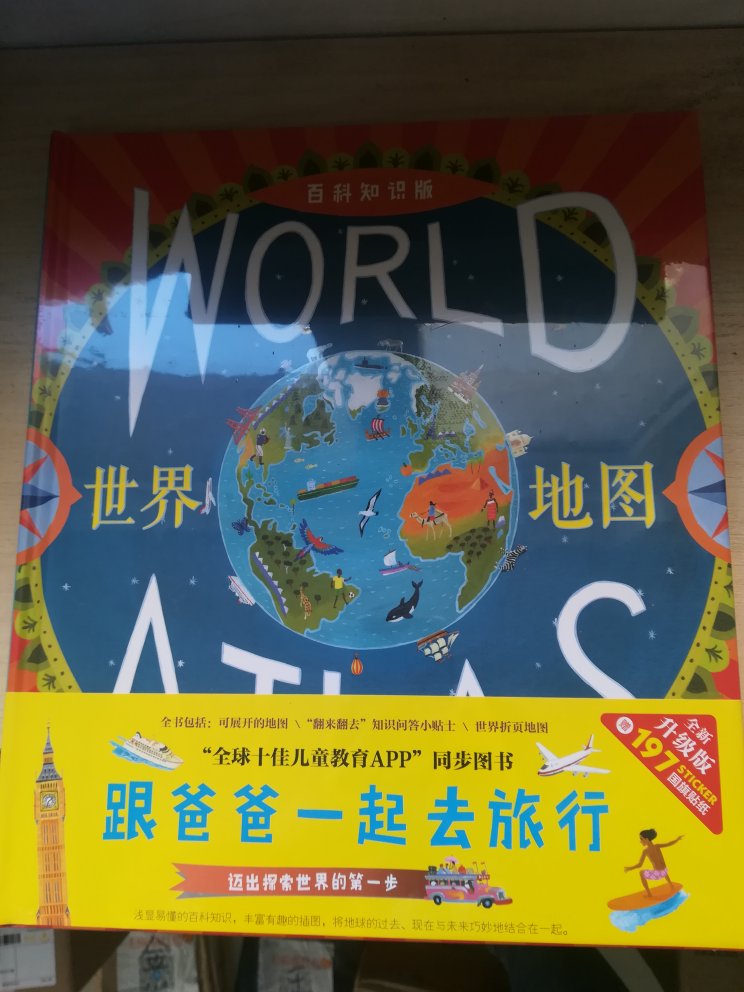 百科知识版
WORLD
世界 地图
ATLAS
全书包括：可展开的地图 \ “翻来翻去”知识问答小贴士 \ 世界折页地图
“全球十佳儿童教育APP”同步图书
跟爸爸一起去旅行
迈出探索世界的第一步
浅显易懂的百科知识，丰富有趣的插图，将地球的过去、现在与未来巧妙地结合在一起。
全新
升级版
赠 197 STICKER
国旗贴纸